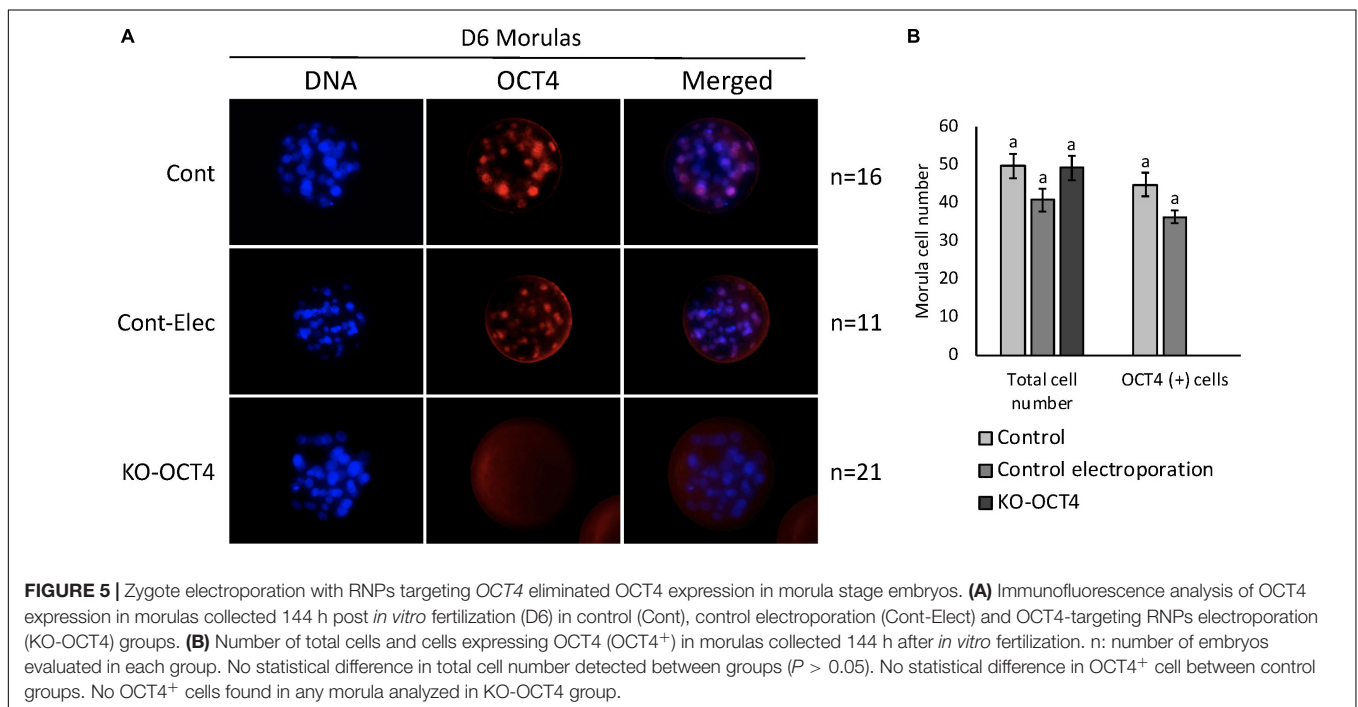 A
D6 Morulas
DNA
OCT4
Merged
Cont
n=16
Cont-Elec
n=11
KO-OCT4
n=21
B
Morula cell number
60
50
40
30
20
10
0
a
a
a
a
a
Total cell
number
OCT4 (+) cells
Control
Control electroporation
KO-OCT4
FIGURE 5 | Zygote electroporation with RNPs targeting OCT4 eliminated OCT4 expression in morula stage embryos. (A) Immunofluorescence analysis of OCT4
expression in morulas collected 144 h post in vitro fertilization (D6) in control (Cont), control electroporation (Cont-Elect) and OCT4-targeting RNPs electroporation
(KO-OCT4) groups. (B) Number of total cells and cells expressing OCT4 (OCT4⁺) in morulas collected 144 h after in vitro fertilization. n: number of embryos
evaluated in each group. No statistical difference in total cell number detected between groups (P > 0.05). No statistical difference in OCT4⁺ cell between control
groups. No OCT4⁺ cells found in any morula analyzed in KO-OCT4 group.